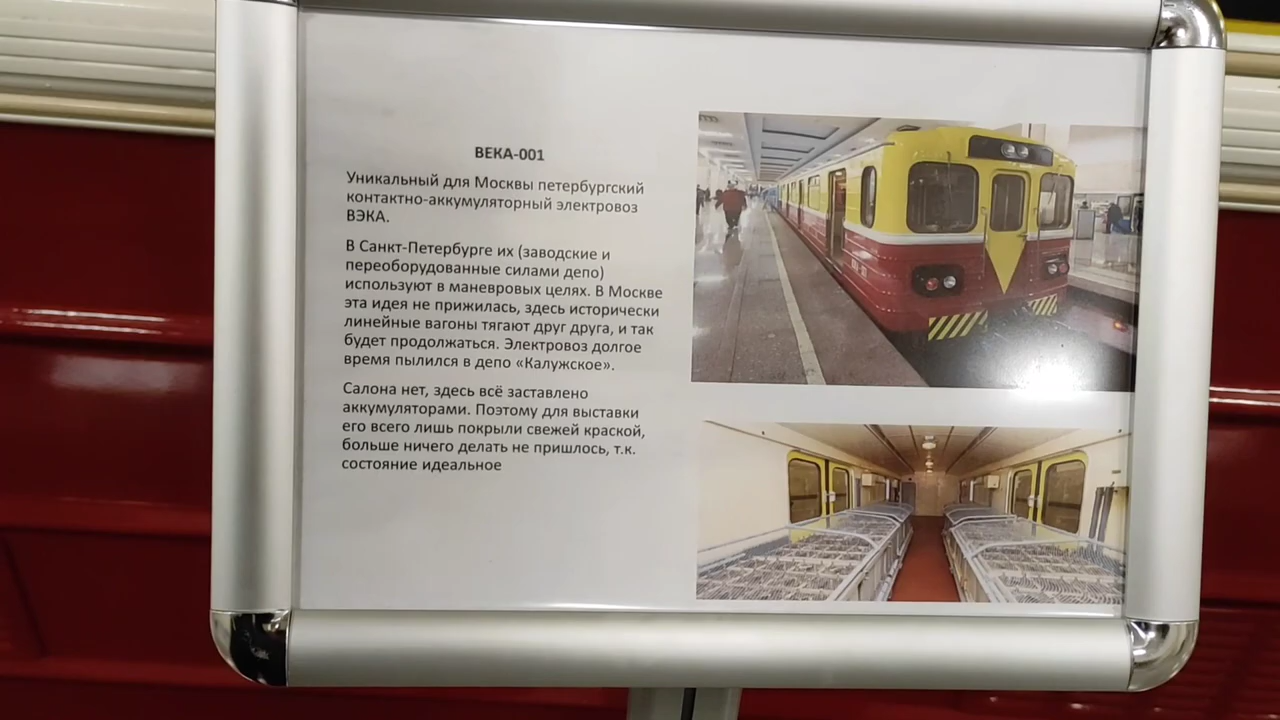 ВЕКА-001
Уникальный для Москвы петербургский
контактно-аккумуляторный электровоз
ВЭКА.
В Санкт-Петербурге их (заводские и
переоборудованные силами депо)
используют в маневровых целях. В Москве
эта идея не прижилась, здесь исторически
линейные вагоны тягают друг друга, и так
будет продолжаться. Электровоз долгое
время пылился в депо «Калужское».
Салона нет, здесь всё заставлено
аккумуляторами. Поэтому для выставки
его всего лишь покрыли свежей краской,
больше ничего делать не пришлось, т.к.
состояние идеальное